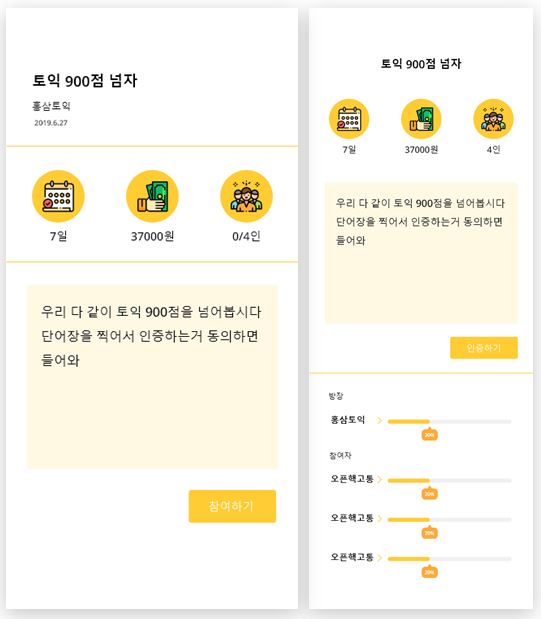 토익 900점 넘자
홍삼토익
2019.6.27
7일
37000원
0/4인
우리 다 같이 토익 900점을 넘어봅시다
단어장을 찍어서 인증하는거 동의하면
들어와
참여하기
토익 900점 넘자
7일
37000원
4인
우리 다 같이 토익 900점을 넘어봅시다
단어장을 찍어서 인증하는거 동의하면
들어와
인증하기
방장
홍삼토익 >
30%
참여자
오픈핵고통 >
30%
오픈핵고통 >
30%
오픈핵고통 >
30%